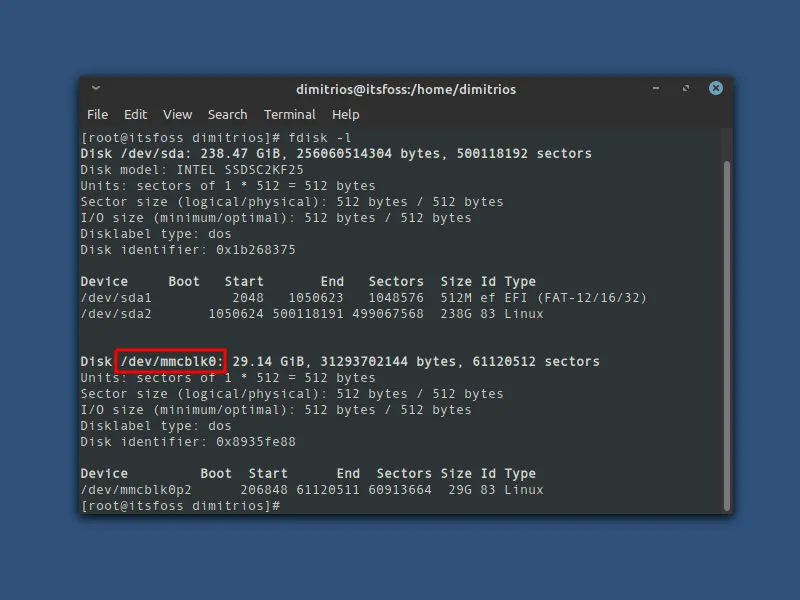 dimitrios@itsfoss:/home/dimitrios
File Edit View Search Terminal Help
[root@itsfoss dimitrios]# fdisk -l
Disk /dev/sda: 238.47 GiB, 256060514304 bytes, 500118192 sectors
Disk model: INTEL SSDSC2KF25
Units: sectors of 1 * 512 = 512 bytes
Sector size (logical/physical): 512 bytes / 512 bytes
I/O size (minimum/optimal): 512 bytes / 512 bytes
Disklabel type: dos
Disk identifier: 0x1b268375
Device     Boot   Start       End   Sectors  Size Id Type
/dev/sda1          2048   1050623   1048576  512M ef EFI (FAT-12/16/32)
/dev/sda2       1050624 500118191 499067568  238G 83 Linux
Disk /dev/mmcblk0: 29.14 GiB, 31293702144 bytes, 61120512 sectors
Units: sectors of 1 * 512 = 512 bytes
Sector size (logical/physical): 512 bytes / 512 bytes
I/O size (minimum/optimal): 512 bytes / 512 bytes
Disklabel type: dos
Disk identifier: 0x8935fe88
Device         Boot  Start      End  Sectors Size Id Type
/dev/mmcblk0p2      206848 61120511 60913664  29G 83 Linux
[root@itsfoss dimitrios]#